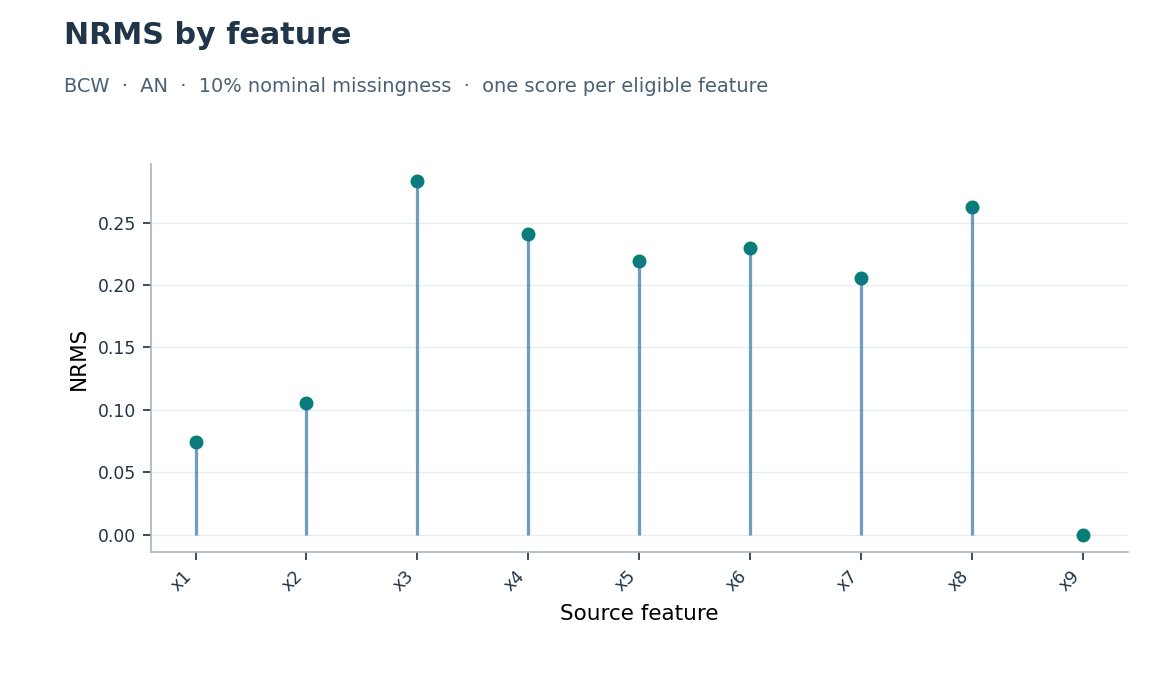 NRMS by feature
BCW · AN · 10% nominal missingness · one score per eligible feature
NRMS
0.25
0.20
0.15
0.10
0.05
0.00
x1 x2 x3 x4 x5 x6 x7 x8 x9
Source feature